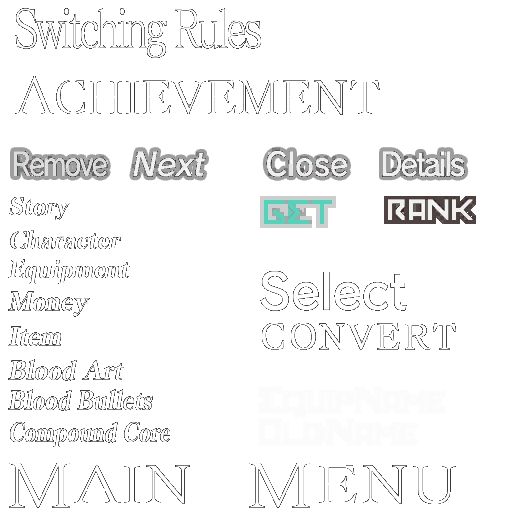 Switching Rules
ACHIEVEMENT
Remove Next Close Details
Story GET RANK
Character
Equipment
Money Select
Item CONVERT
Blood Art
Blood Bullets EQUIPNAME
Compound Core OLDNAME
MAIN MENU